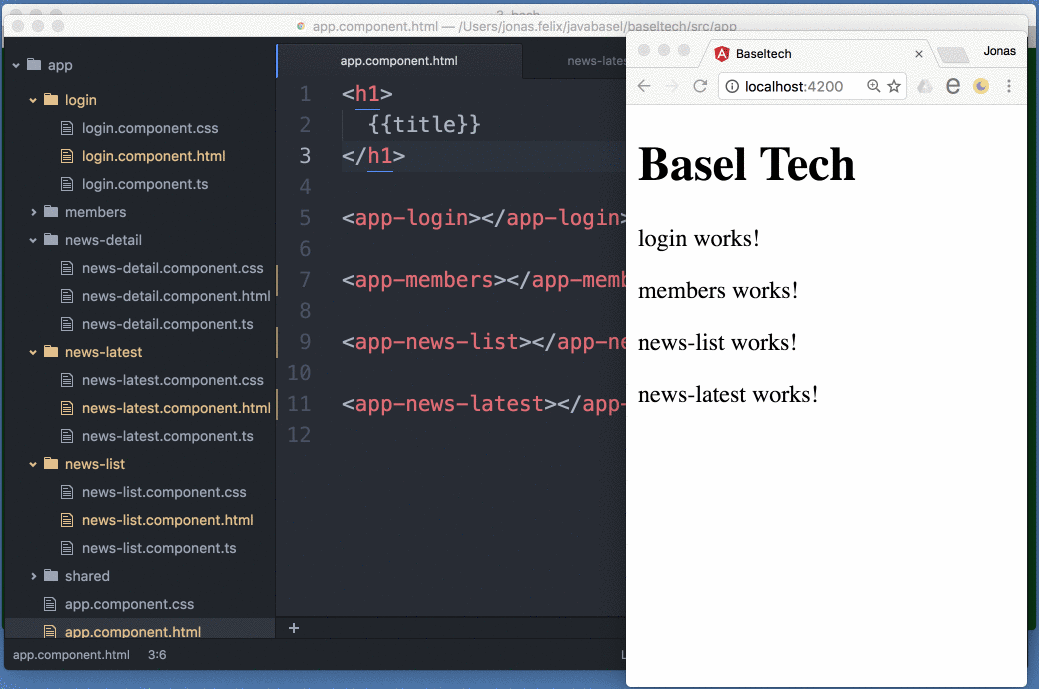 app.component.html — /Users/jonas.felix/javabasel/baseltech/src/app
app
login
login.component.css
login.component.html
login.component.ts
members
news-detail
news-detail.component.css
news-detail.component.html
news-detail.component.ts
news-latest
news-latest.component.css
news-latest.component.html
news-latest.component.ts
news-list
news-list.component.css
news-list.component.html
news-list.component.ts
shared
app.component.css
app.component.html
app.component.html 3:6
app.component.html news-lates
1 <h1>
2 {{title}}
3 </h1>
4
5 <app-login></app-login>
6
7 <app-members></app-memb
8
9 <app-news-list></app-ne
10
11 <app-news-latest></app-
12
+
L
Baseltech × Jonas
localhost:4200
Basel Tech
login works!
members works!
news-list works!
news-latest works!